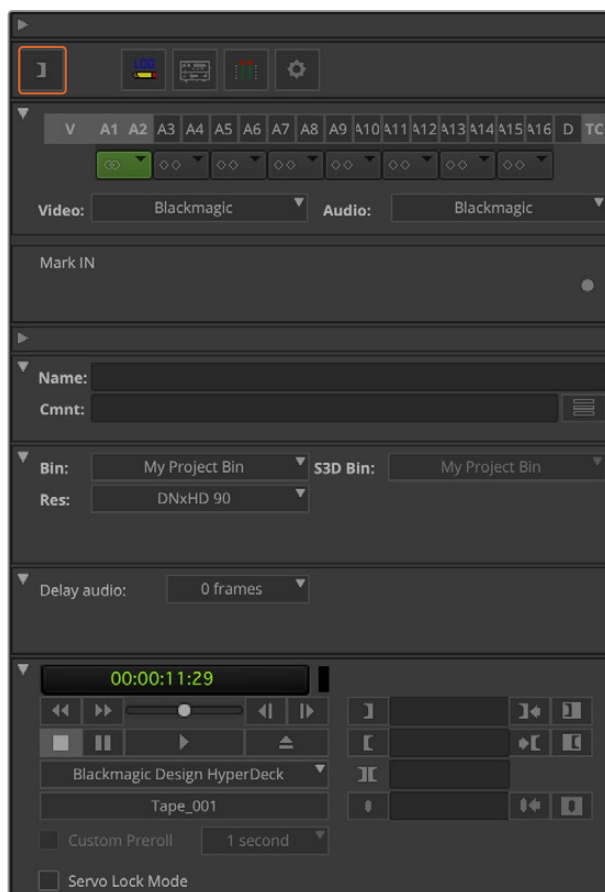 LOG
V A1 A2 A3 A4 A5 A6 A7 A8 A9 A10 A11 A12 A13 A14 A15 A16 D TC
Video: Blackmagic Audio: Blackmagic
Mark IN
Name:
Cmnt:
Bin: My Project Bin S3D Bin: My Project Bin
Res: DNxHD 90
Delay audio: 0 frames
00:00:11:29
Blackmagic Design HyperDeck
Tape_001
Custom Preroll 1 second
Servo Lock Mode